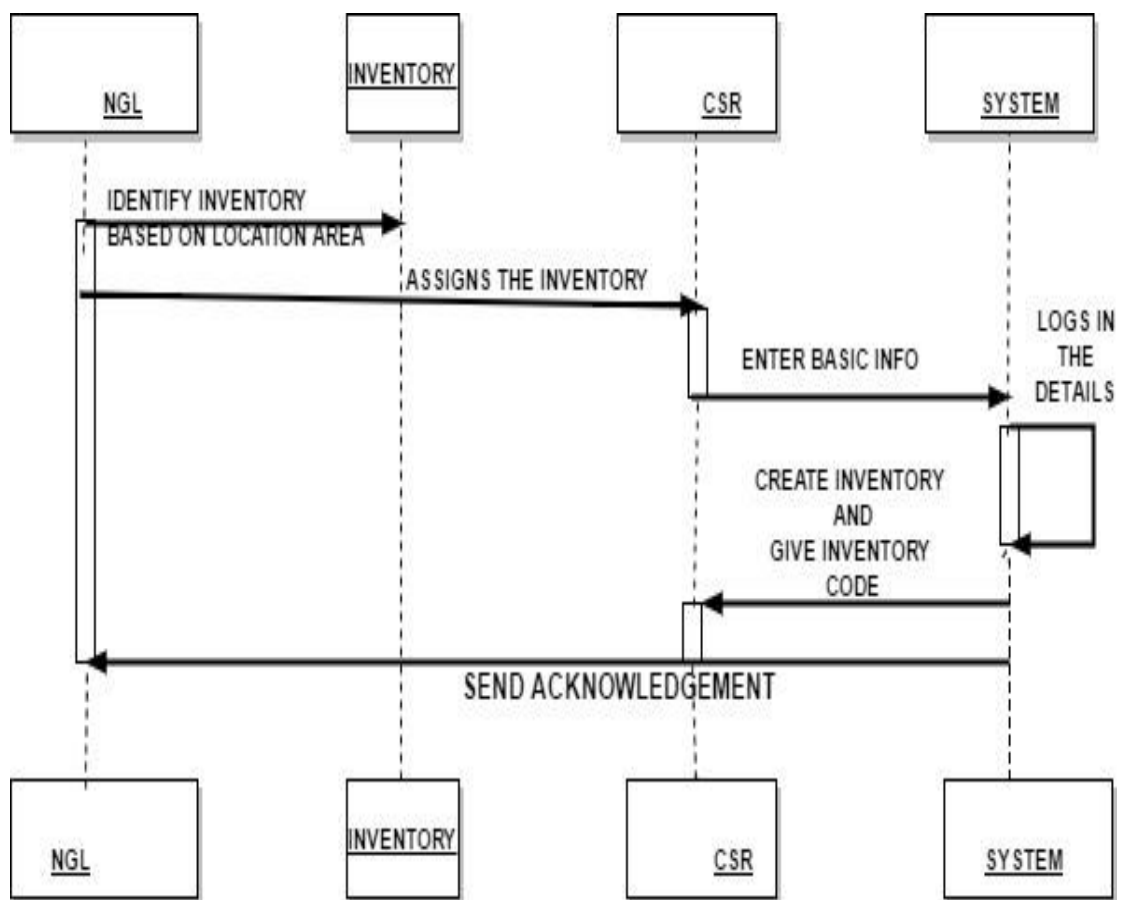 NGL
INVENTORY
CSR
SYSTEM
IDENTIFY INVENTORY
BASED ON LOCATION AREA
ASSIGNS THE INVENTORY
ENTER BASIC INFO
LOGS IN
THE
DETAILS
CREATE INVENTORY
AND
GIVE INVENTORY
CODE
SEND ACKNOWLEDGEMENT
NGL
INVENTORY
CSR
SYSTEM